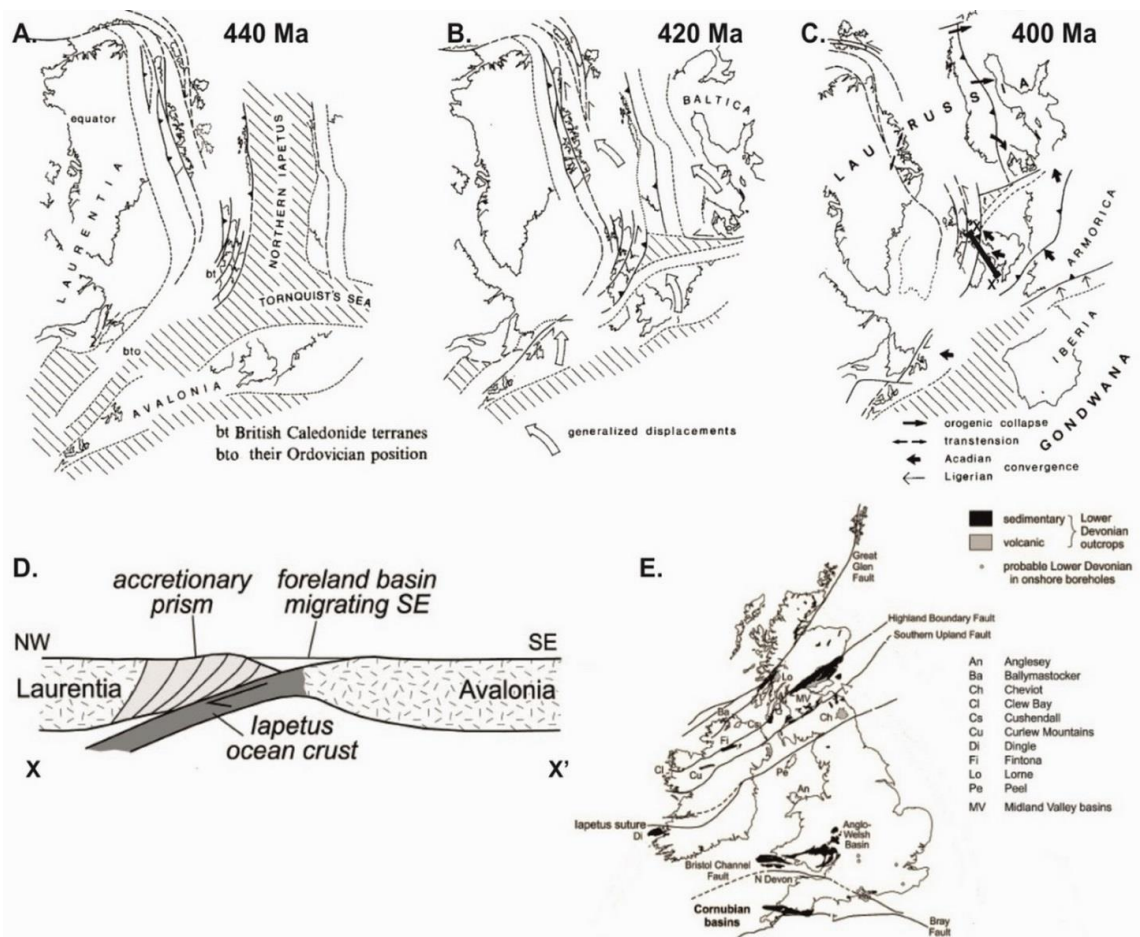 A.
440 Ma
equator
LAURENTIA
NORTHERN IAPETUS
bt
TORNQUIST'S SEA
bto
AVALONIA
bt British Caledonide terranes
bto their Ordovician position
B.
420 Ma
BALTICA
generalized displacements
C.
400 Ma
LAURUSSIA
X'
X
ARMORICA
IBERIA
GONDWANA
orogenic collapse
transtension
Acadian
convergence
Ligerian
D.
accretionary
prism
foreland basin
migrating SE
NW
SE
Laurentia
Avalonia
Iapetus
ocean crust
X
X'
E.
sedimentary
volcanic
Lower
Devonian
outcrops
probable Lower Devonian
in onshore boreholes
Great
Glen
Fault
Highland Boundary Fault
Southern Upland Fault
Lo
MV
Ba
Cs
Ch
Fi
Cl
Cu
Pe
An
An Anglesey
Ba Ballymastocker
Ch Cheviot
Cl Clew Bay
Cs Cushendall
Cu Curlew Mountains
Di Dingle
Fi Fintona
Lo Lorne
Pe Peel
MV Midland Valley basins
Iapetus suture
Di
Anglo-
Welsh
Basin
Bristol Channel
Fault
N Devon
Cornubian
basins
Bray
Fault